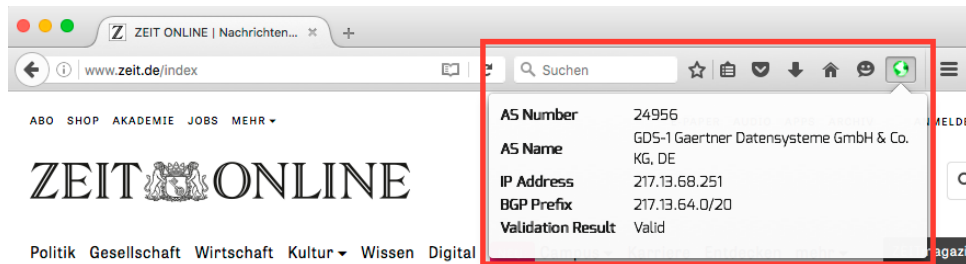 ZEIT ONLINE | Nachrichten... × +
www.zeit.de/index Suchen
ABO SHOP AKADEMIE JOBS MEHR
ZEIT ONLINE
Politik Gesellschaft Wirtschaft Kultur Wissen Digital
AS Number 24956
AS Name GDS-1 Gaertner Datensysteme GmbH & Co.
KG, DE
IP Address 217.13.68.251
BGP Prefix 217.13.64.0/20
Validation Result Valid